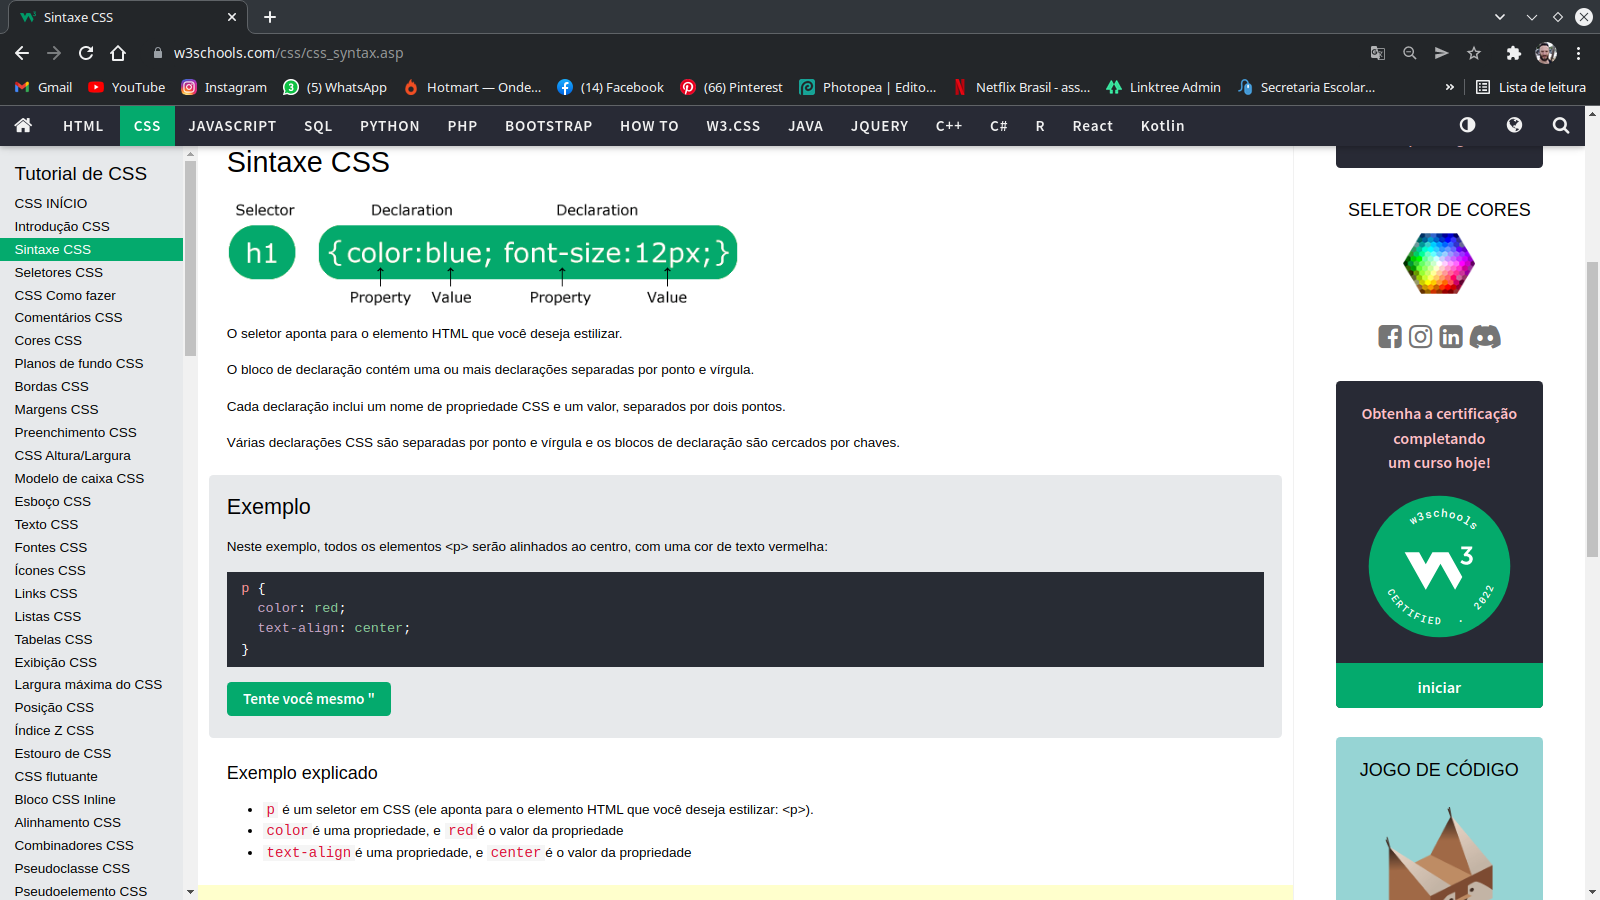 Sintaxe CSS
w3schools.com/css/css_syntax.asp
Gmail
YouTube
Instagram
(5) WhatsApp
Hotmart — Onde...
(14) Facebook
(66) Pinterest
Photopea | Edito...
Netflix Brasil - ass...
Linktree Admin
Secretaria Escolar...
»
Lista de leitura
HTML
CSS
JAVASCRIPT
SQL
PYTHON
PHP
BOOTSTRAP
HOW TO
W3.CSS
JAVA
JQUERY
C++
C#
R
React
Kotlin
Tutorial de CSS
CSS INÍCIO
Introdução CSS
Sintaxe CSS
Seletores CSS
CSS Como fazer
Comentários CSS
Cores CSS
Planos de fundo CSS
Bordas CSS
Margens CSS
Preenchimento CSS
CSS Altura/Largura
Modelo de caixa CSS
Esboço CSS
Texto CSS
Fontes CSS
Ícones CSS
Links CSS
Listas CSS
Tabelas CSS
Exibição CSS
Largura máxima do CSS
Posição CSS
Índice Z CSS
Estouro de CSS
CSS flutuante
Bloco CSS Inline
Alinhamento CSS
Combinadores CSS
Pseudoclasse CSS
Pseudoelemento CSS
Sintaxe CSS
Selector Declaration Declaration
h1 {color:blue; font-size:12px;}
Property Value Property Value
O seletor aponta para o elemento HTML que você deseja estilizar.
O bloco de declaração contém uma ou mais declarações separadas por ponto e vírgula.
Cada declaração inclui um nome de propriedade CSS e um valor, separados por dois pontos.
Várias declarações CSS são separadas por ponto e vírgula e os blocos de declaração são cercados por chaves.
Exemplo
Neste exemplo, todos os elementos <p> serão alinhados ao centro, com uma cor de texto vermelha:
p {
color: red;
text-align: center;
}
Tente você mesmo "
Exemplo explicado
p é um seletor em CSS (ele aponta para o elemento HTML que você deseja estilizar: <p>).
color é uma propriedade, e red é o valor da propriedade
text-align é uma propriedade, e center é o valor da propriedade
SELETOR DE CORES
Obtenha a certificação
completando
um curso hoje!
w3schools
3
CERTIFIED . 2022
iniciar
JOGO DE CÓDIGO